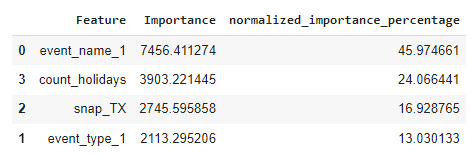 Feature Importance normalized_importance_percentage
0 event_name_1 7456.411274 45.974661
3 count_holidays 3903.221445 24.066441
2 snap_TX 2745.595858 16.928765
1 event_type_1 2113.295206 13.030133